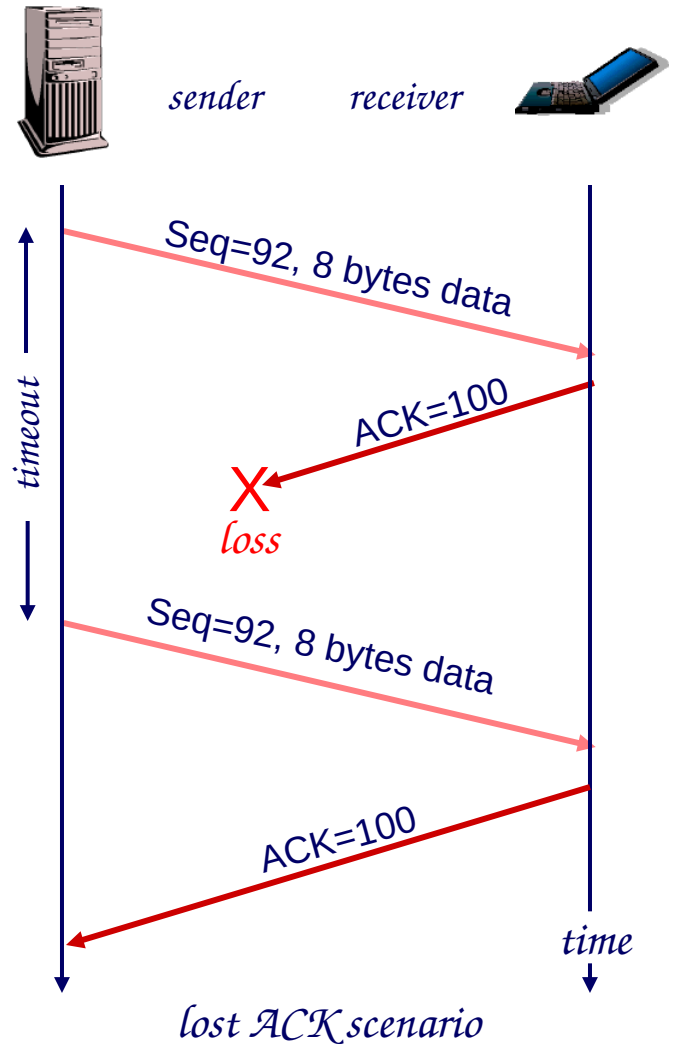 sender
receiver
Seq=92, 8 bytes data
timeout
ACK=100
X
loss
Seq=92, 8 bytes data
ACK=100
time
lost ACK scenario